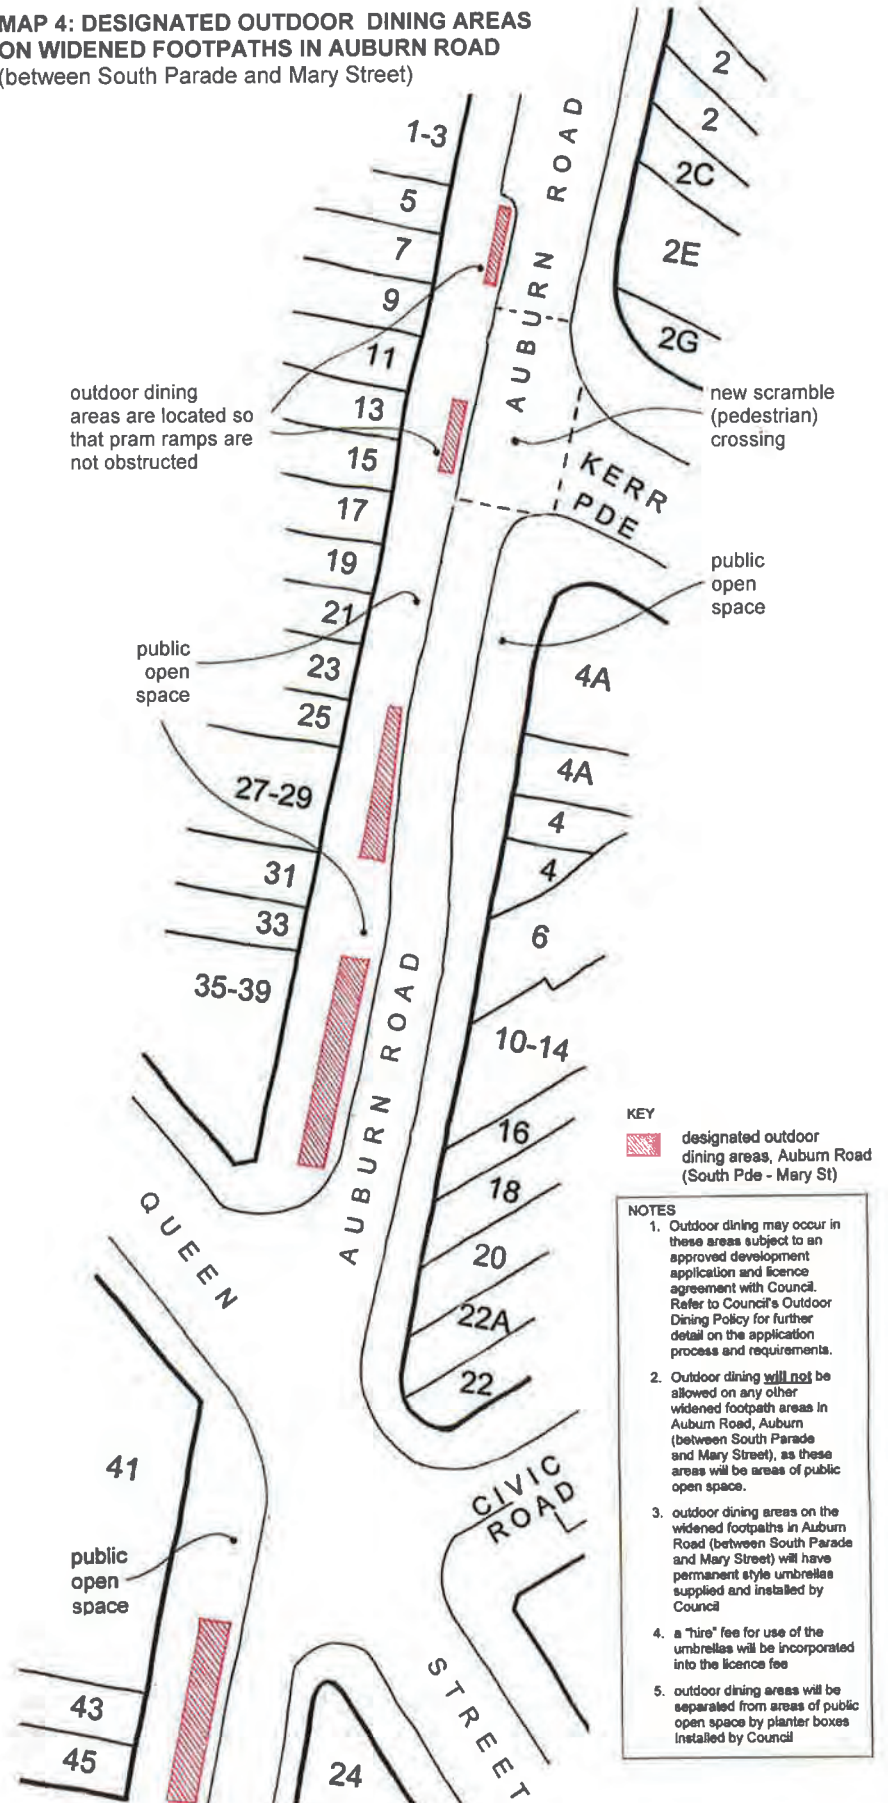 MAP 4: DESIGNATED OUTDOOR DINING AREAS
ON WIDENED FOOTPATHS IN AUBURN ROAD
(between South Parade and Mary Street)
1-3
5
7
9
11
13
15
17
19
21
23
25
27-29
31
33
35-39
2
2
2C
2E
2G
AUBURN ROAD
outdoor dining
areas are located so
that pram ramps are
not obstructed
new scramble
(pedestrian)
crossing
KERR
PDE
public
open
space
public
open
space
4A
4A
4
4
6
10-14
16
18
20
22A
22
AUBURN ROAD
QUEEN
STREET
CIVIC
ROAD
41
public
open
space
43
45
24
KEY
designated outdoor
dining areas, Auburn Road
(South Pde - Mary St)
NOTES
1. Outdoor dining may occur in
these areas subject to an
approved development
application and licence
agreement with Council.
Refer to Council's Outdoor
Dining Policy for further
detail on the application
process and requirements.
2. Outdoor dining will not be
allowed on any other
widened footpath areas in
Auburn Road, Auburn
(between South Parade
and Mary Street), as these
areas will be areas of public
open space.
3. outdoor dining areas on the
widened footpaths in Auburn
Road (between South Parade
and Mary Street) will have
permanent style umbrellas
supplied and installed by
Council
4. a "hire" fee for use of the
umbrellas will be incorporated
into the licence fee
5. outdoor dining areas will be
separated from areas of public
open space by planter boxes
installed by Council